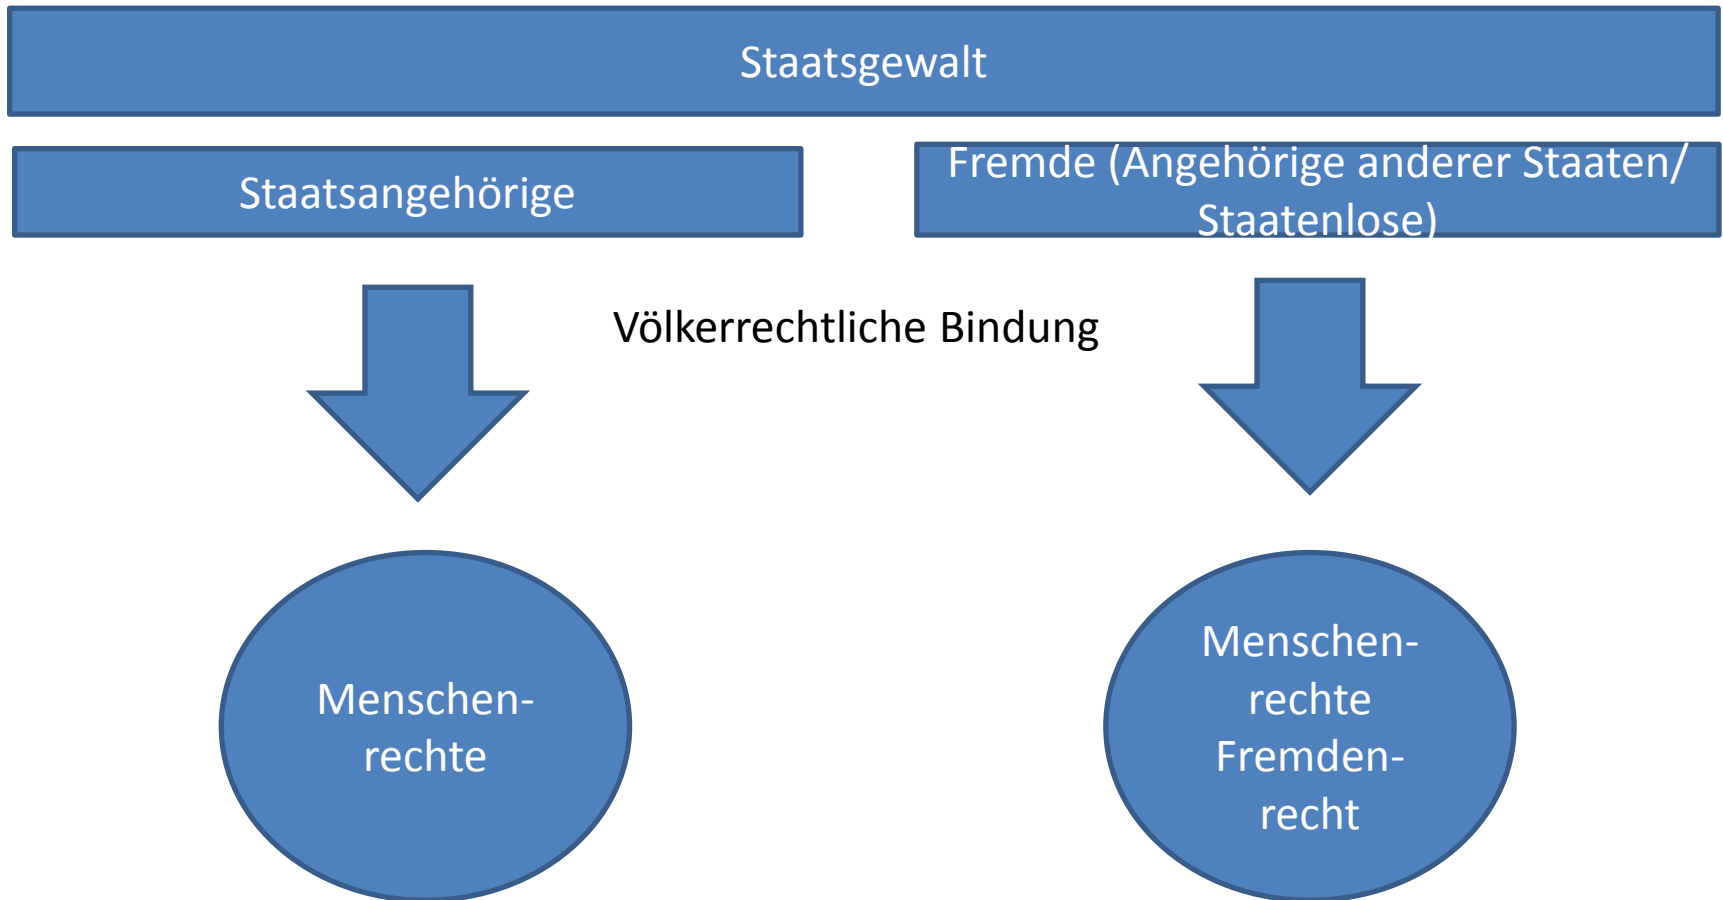 Staatsgewalt
Staatsangehörige
Fremde (Angehörige anderer Staaten/
Staatenlose)
Völkerrechtliche Bindung
Menschen-
rechte
Menschen-
rechte
Fremden-
recht